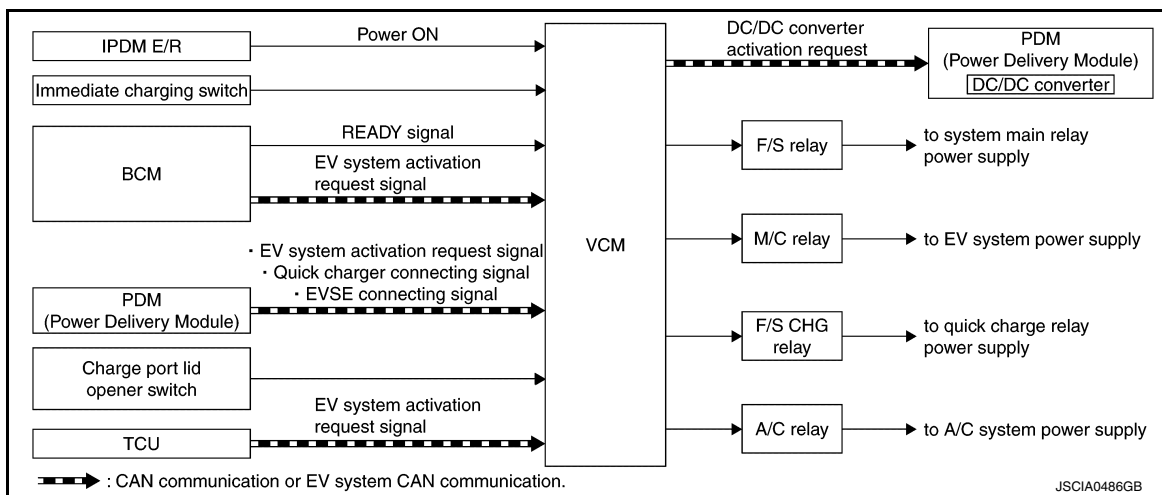 IPDM E/R
Power ON
Immediate charging switch
BCM
READY signal
EV system activation
request signal
· EV system activation request signal
· Quick charger connecting signal
· EVSE connecting signal
PDM
(Power Delivery Module)
Charge port lid
opener switch
EV system activation
request signal
TCU
VCM
DC/DC converter
activation request
PDM
(Power Delivery Module)
DC/DC converter
F/S relay
to system main relay
power supply
M/C relay
to EV system power supply
F/S CHG
relay
to quick charge relay
power supply
A/C relay
to A/C system power supply
: CAN communication or EV system CAN communication.
JSCIA0486GB